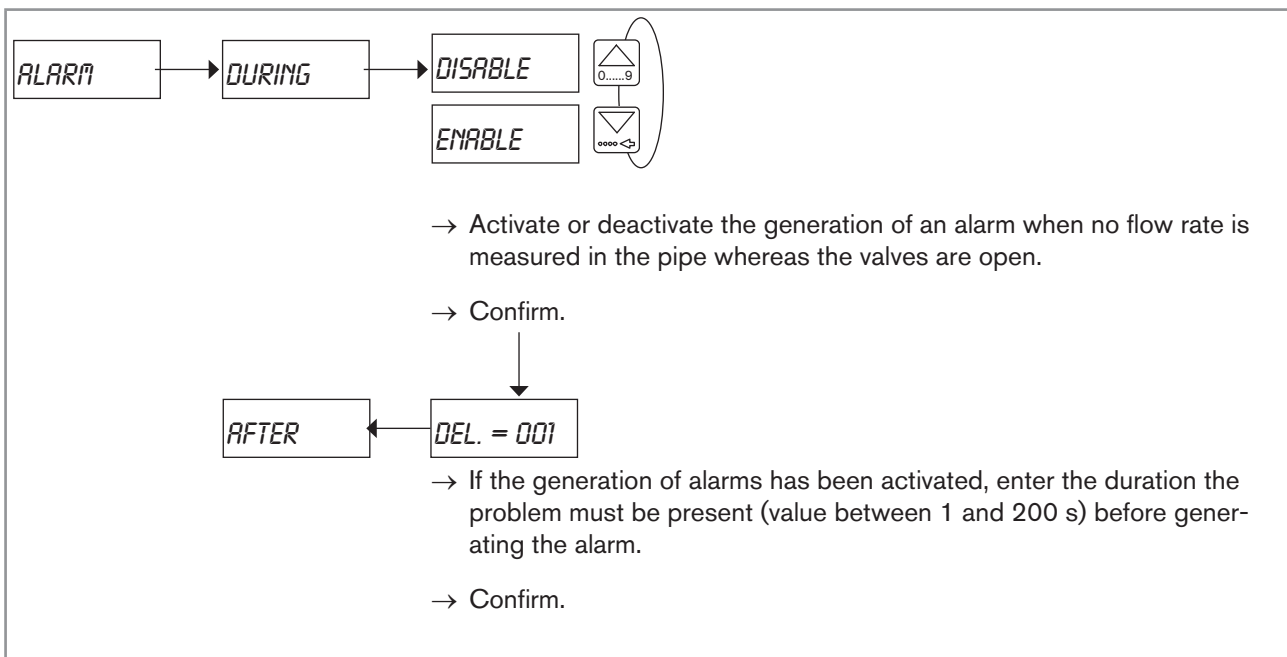 ALARM
DURING
DISABLE
0......9
ENABLE
→ Activate or deactivate the generation of an alarm when no flow rate is
measured in the pipe whereas the valves are open.
→ Confirm.
AFTER
DEL. = 001
→ If the generation of alarms has been activated, enter the duration the
problem must be present (value between 1 and 200 s) before gener-
ating the alarm.
→ Confirm.